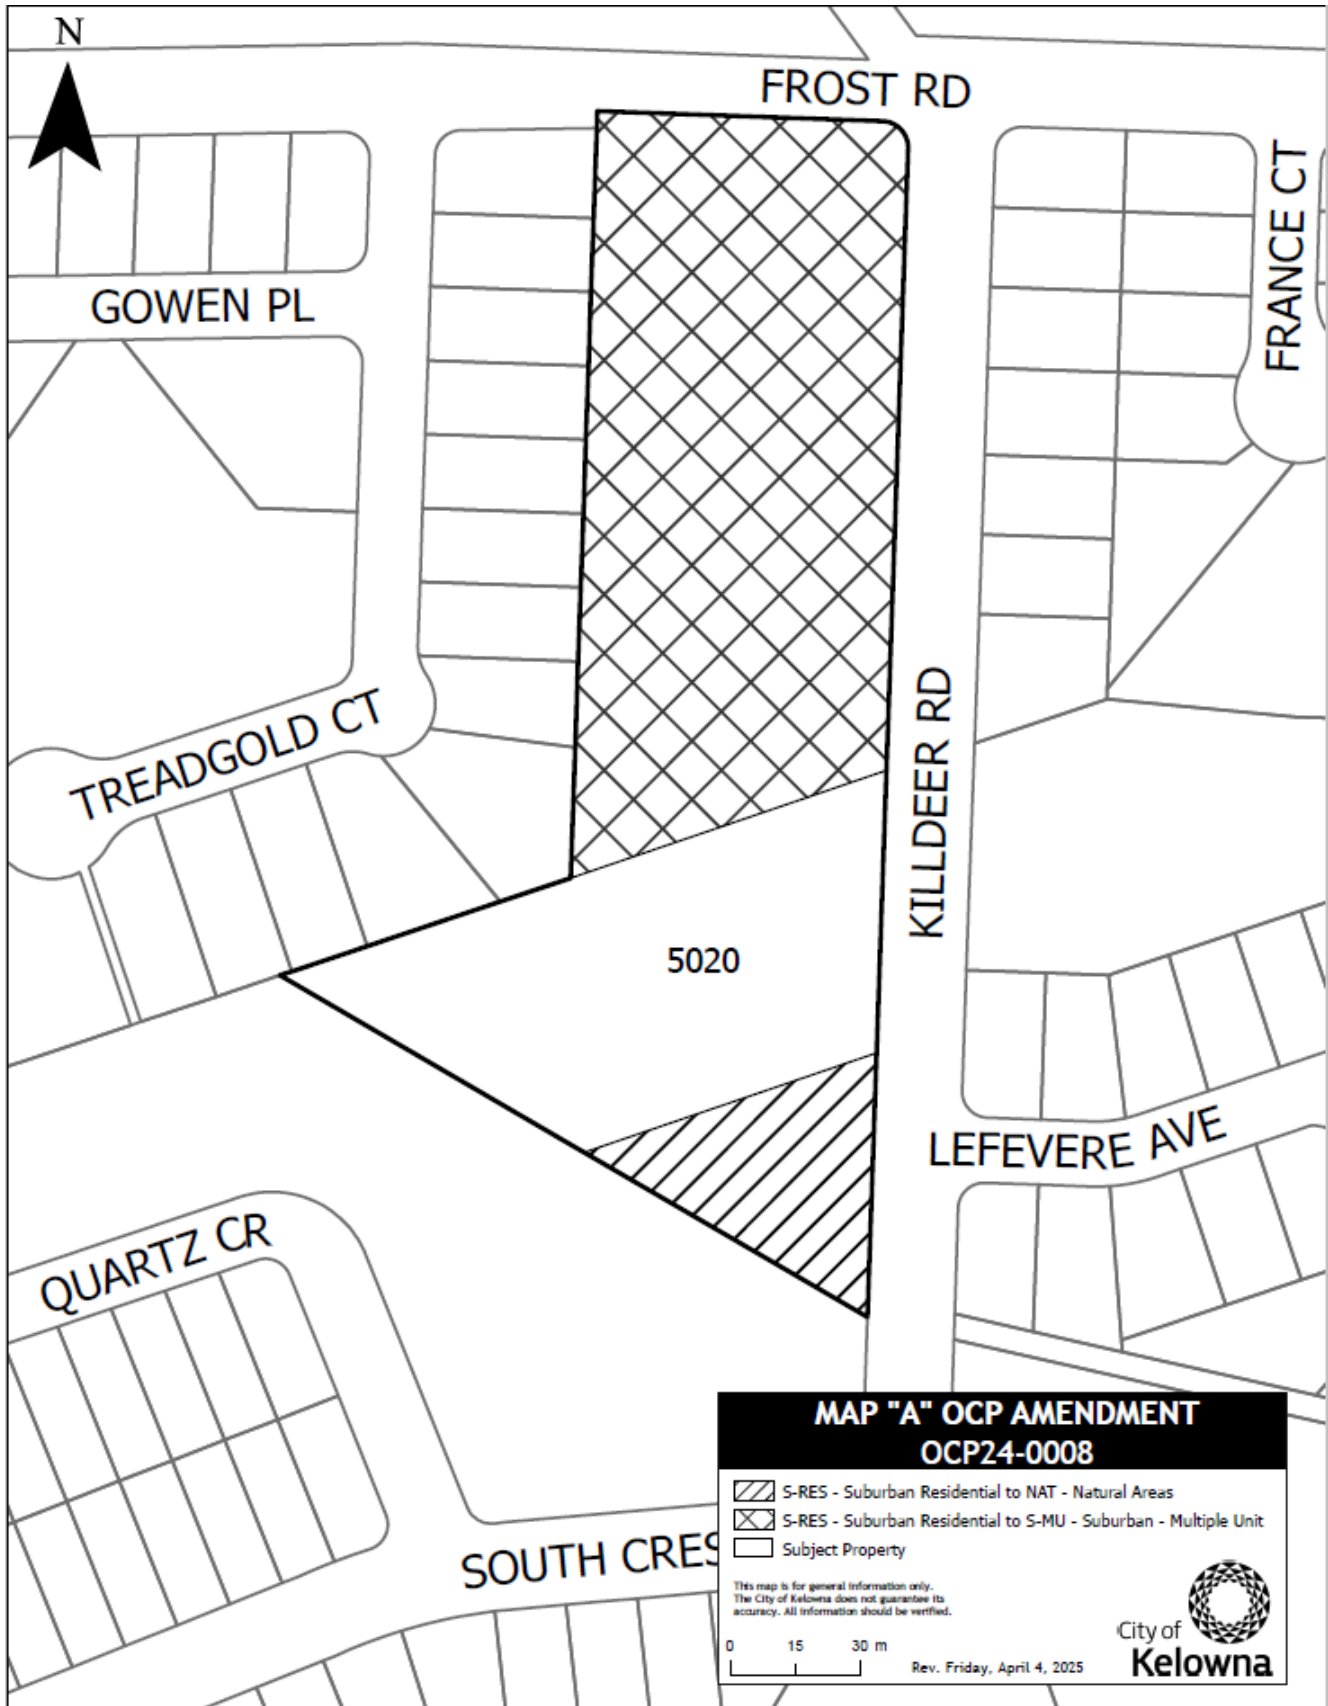 N
FROST RD
FRANCE CT
GOWEN PL
KILLDEER RD
TREADGOLD CT
5020
LEFEVERE AVE
QUARTZ CR
SOUTH CRES
MAP "A" OCP AMENDMENT
OCP24-0008
S-RES - Suburban Residential to NAT - Natural Areas
S-RES - Suburban Residential to S-MU - Suburban - Multiple Unit
Subject Property
This map is for general information only.
The City of Kelowna does not guarantee its
accuracy. All information should be verified.
0 15 30 m
Rev. Friday, April 4, 2025
City of
Kelowna